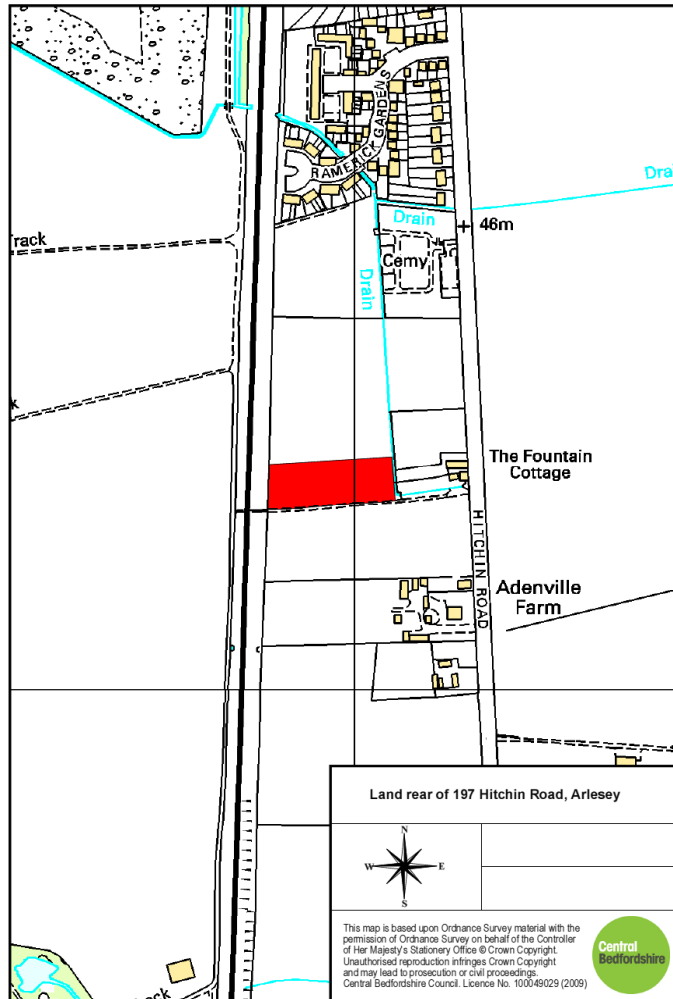 RAMERICK GARDENS
Drain
Drai
46m
rack
Cemy
Drain
k
The Fountain
Cottage
HITCHIN ROAD
Adenville
Farm
Land rear of 197 Hitchin Road, Arlesey
N
W E
S
This map is based upon Ordnance Survey material with the
permission of Ordnance Survey on behalf of the Controller
of Her Majesty's Stationery Office © Crown Copyright.
Unauthorised reproduction infringes Crown Copyright
and may lead to prosecution or civil proceedings.
Central Bedfordshire Council. Licence No. 100049029 (2009)
Central
Bedfordshire
ck